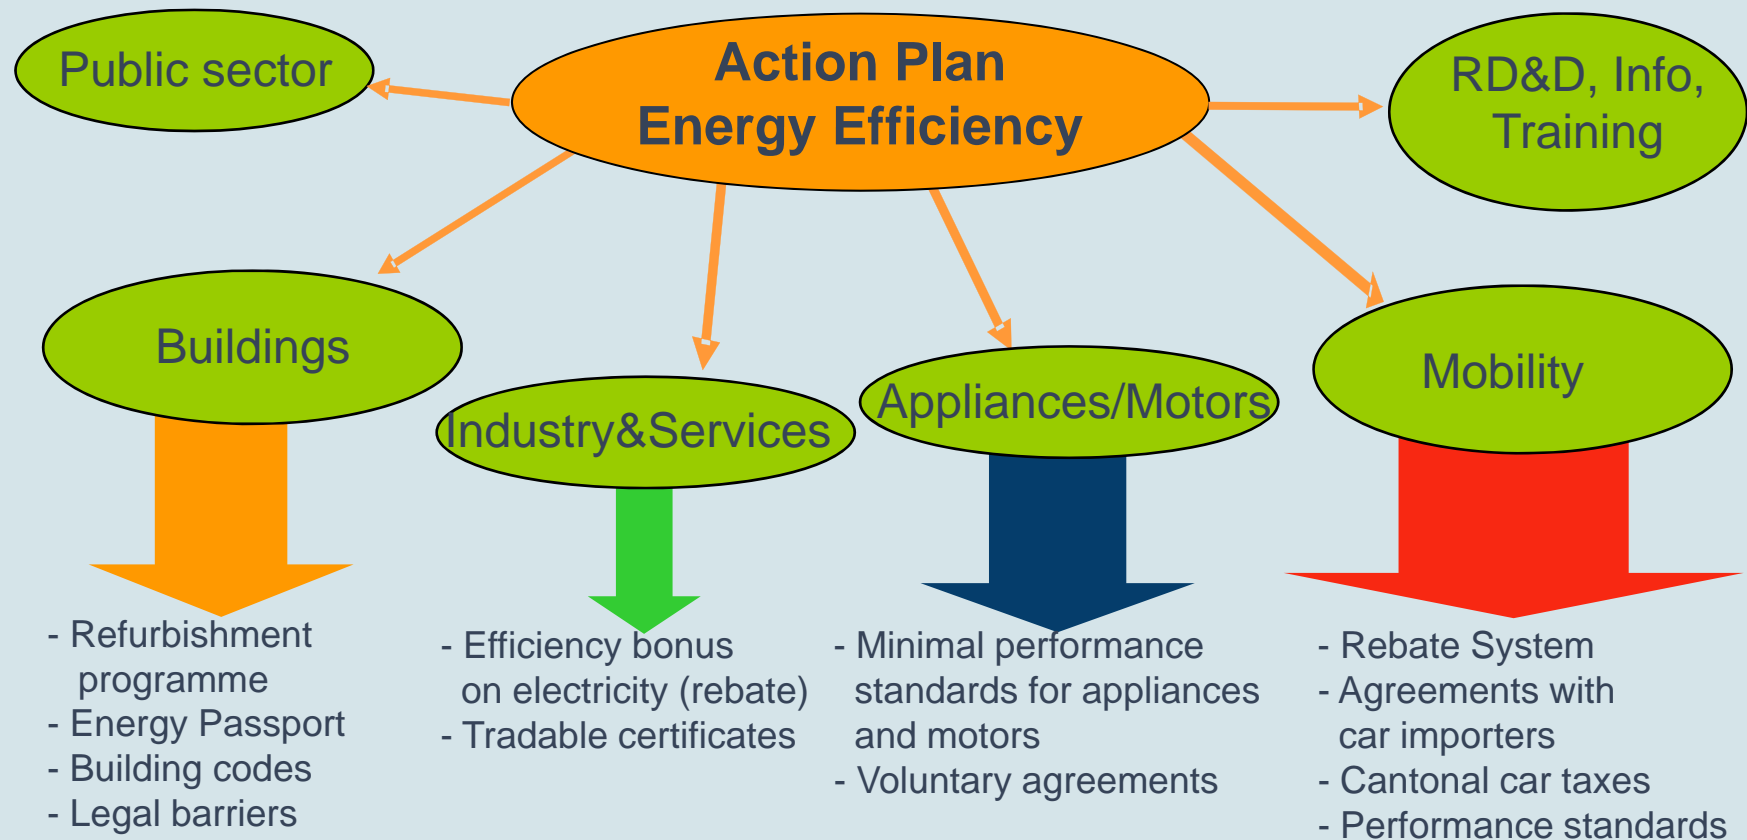 Public sector
Action Plan
Energy Efficiency
RD&D, Info,
Training
Buildings
Industry&Services
Appliances/Motors
Mobility
- Refurbishment
programme
- Energy Passport
- Building codes
- Legal barriers
- Efficiency bonus
on electricity (rebate)
- Tradable certificates
- Minimal performance
standards for appliances
and motors
- Voluntary agreements
- Rebate System
- Agreements with
car importers
- Cantonal car taxes
- Performance standards